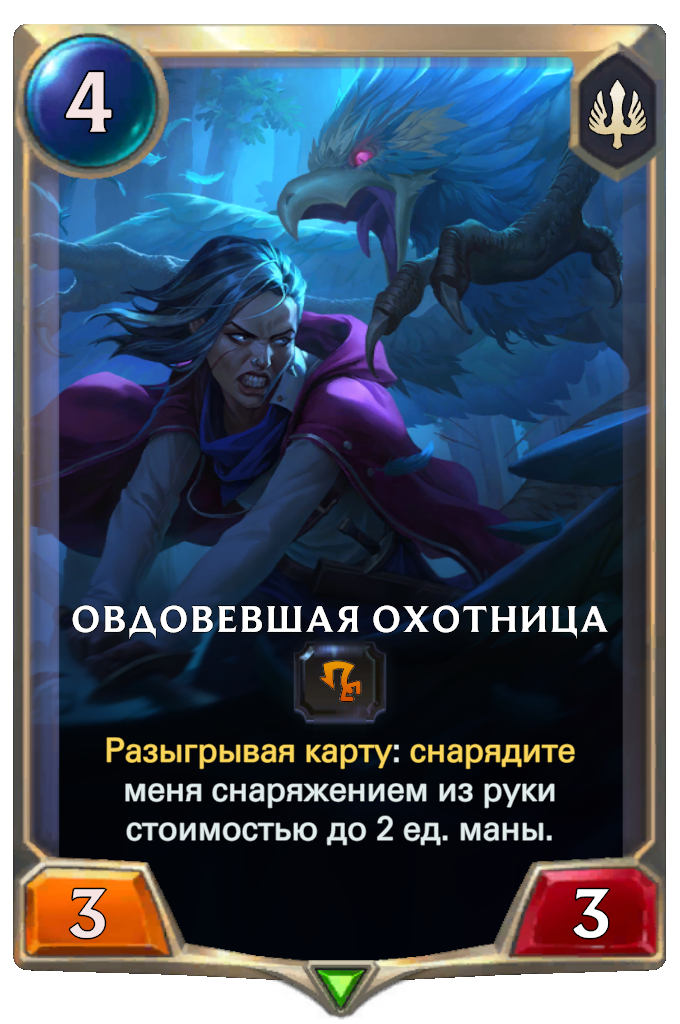 4
ОВДОВЕВШАЯ ОХОТНИЦА
Разыгрывая карту: снарядите
меня снаряжением из руки
стоимостью до 2 ед. маны.
3
3